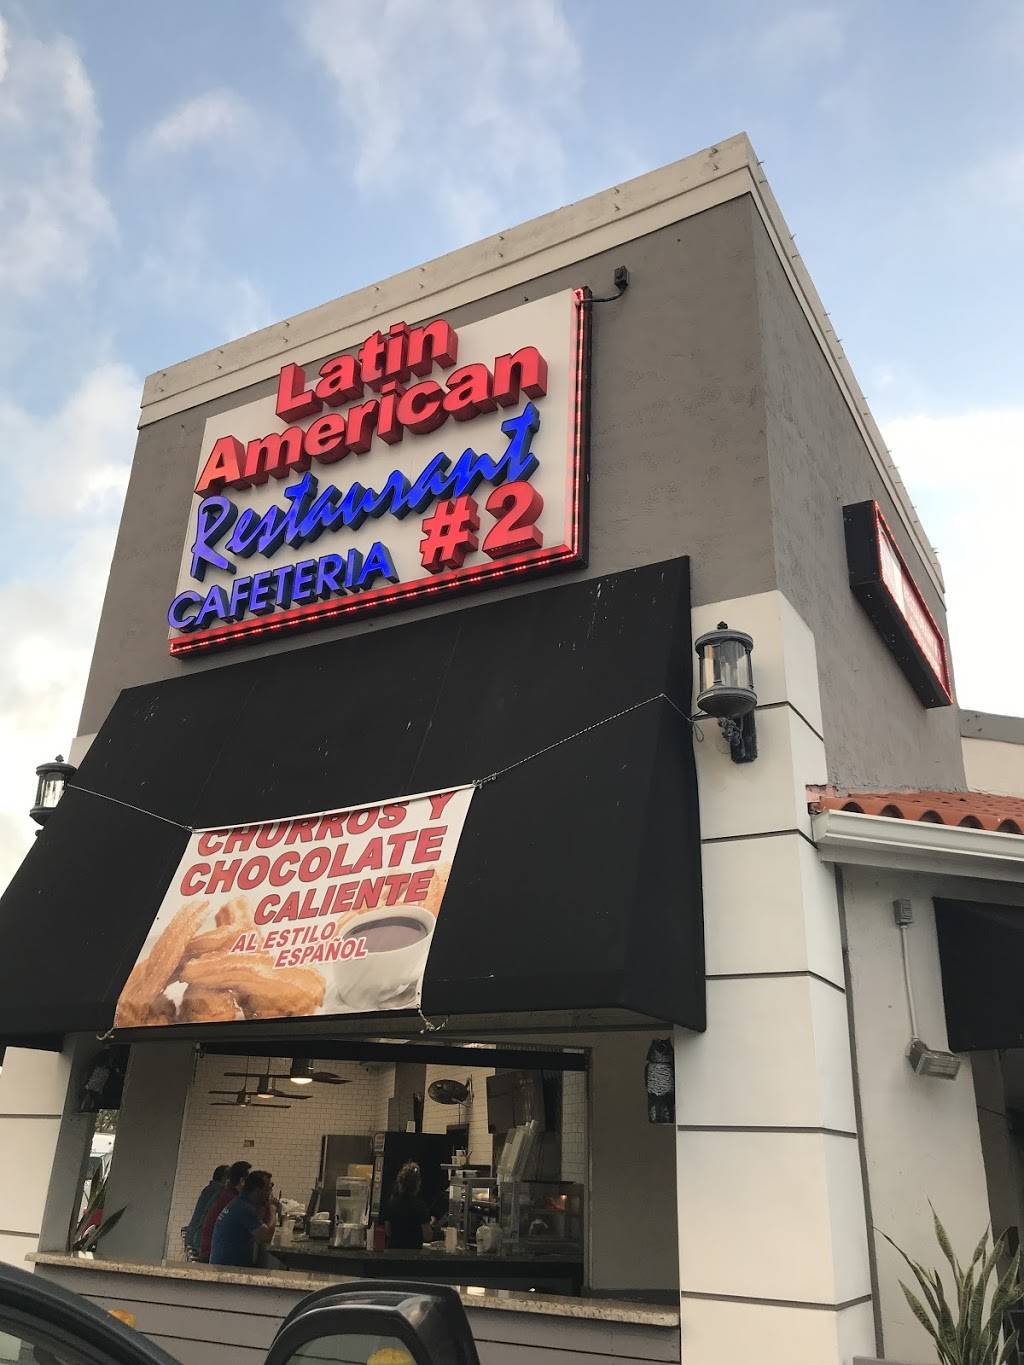 Latin
American
Restaurant
CAFETERIA #2
CHURROS Y
CHOCOLATE
CALIENTE
AL ESTILO
ESPAÑOL